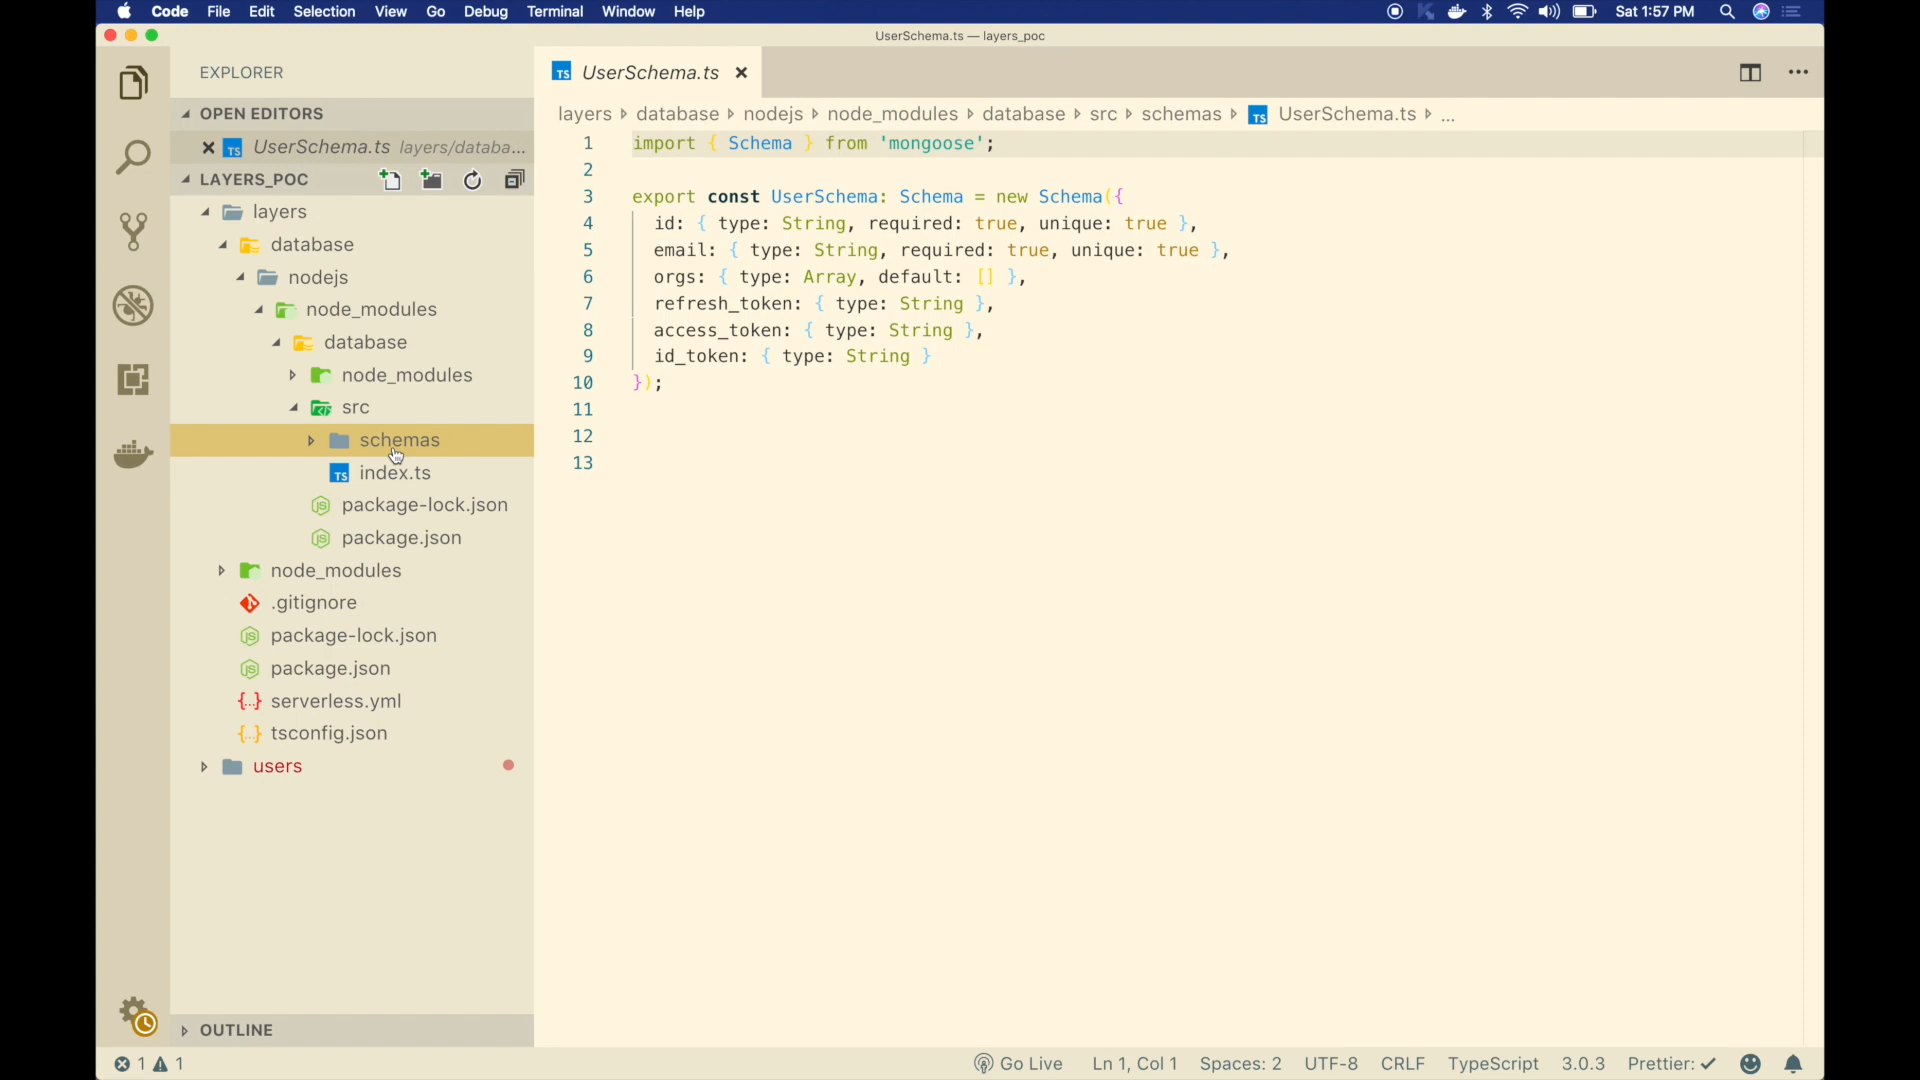 Code File Edit Selection View Go Debug Terminal Window Help
Sat 1:57 PM
UserSchema.ts — layers_poc
EXPLORER
OPEN EDITORS
TS UserSchema.ts layers/databa...
LAYERS_POC
layers
database
nodejs
node_modules
database
node_modules
src
schemas
TS index.ts
package-lock.json
package.json
node_modules
.gitignore
package-lock.json
package.json
serverless.yml
tsconfig.json
users
OUTLINE
TS UserSchema.ts
layers database nodejs node_modules database src schemas TS UserSchema.ts ...
1 import { Schema } from 'mongoose';
2
3 export const UserSchema: Schema = new Schema({
4 id: { type: String, required: true, unique: true },
5 email: { type: String, required: true, unique: true },
6 orgs: { type: Array, default: [] },
7 refresh_token: { type: String },
8 access_token: { type: String },
9 id_token: { type: String }
10 });
11
12
13
1 1
Go Live Ln 1, Col 1 Spaces: 2 UTF-8 CRLF TypeScript 3.0.3 Prettier: ✓